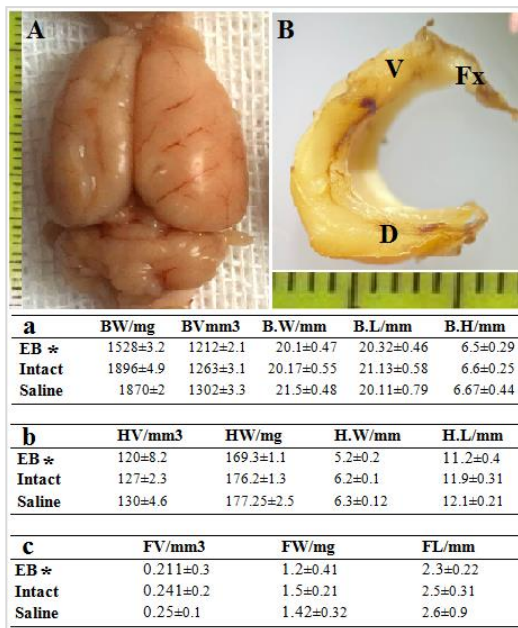 A
B
V
Fx
D
a BW/mg BVmm3 B.W/mm B.L/mm B.H/mm
EB * 1528±3.2 1212±2.1 20.1±0.47 20.32±0.46 6.5±0.29
Intact 1896±4.9 1263±3.1 20.17±0.55 21.13±0.58 6.6±0.25
Saline 1870±2 1302±3.3 21.5±0.48 20.11±0.79 6.67±0.44
b HV/mm3 HW/mg H.W/mm H.L/mm
EB * 120±8.2 169.3±1.1 5.2±0.2 11.2±0.4
Intact 127±2.3 176.2±1.3 6.2±0.1 11.9±0.31
Saline 130±4.6 177.25±2.5 6.3±0.12 12.1±0.21
c FV/mm3 FW/mg FL/mm
EB * 0.211±0.3 1.2±0.41 2.3±0.22
Intact 0.241±0.2 1.5±0.21 2.5±0.31
Saline 0.25±0.1 1.42±0.32 2.6±0.9